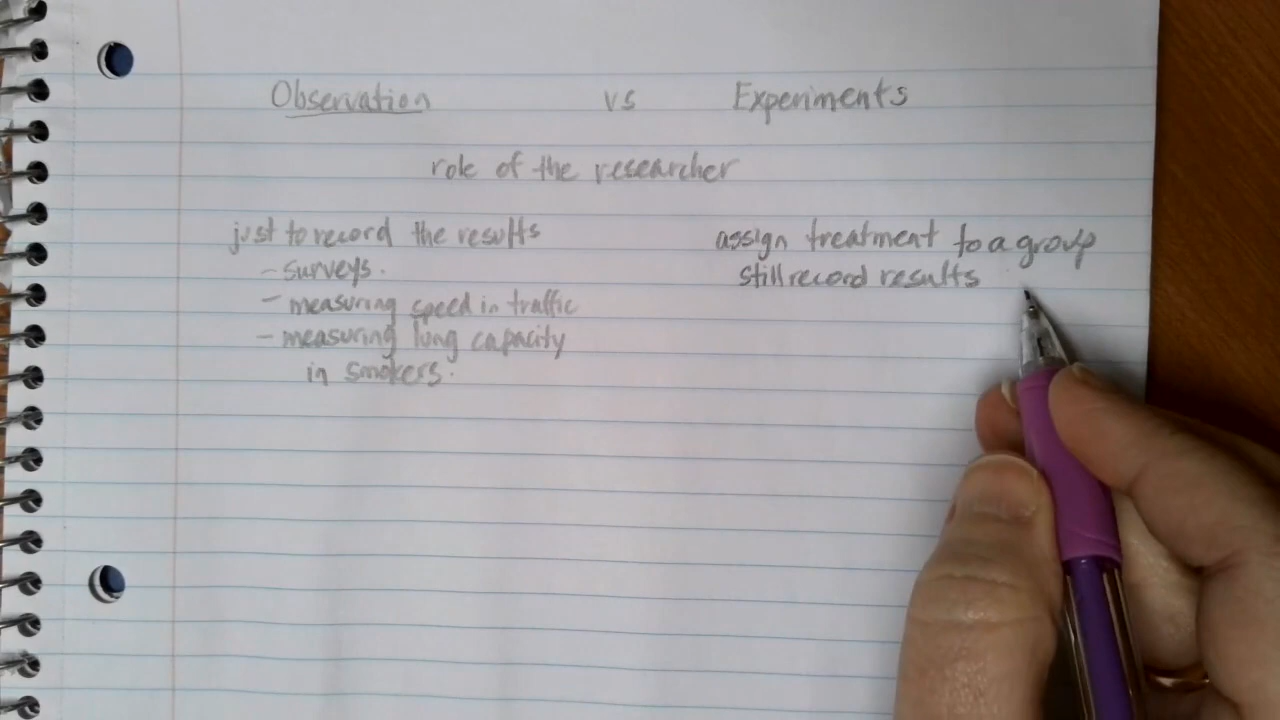 Observation vs Experiments
role of the researcher
just to record the results
- surveys.
- measuring speed in traffic
- measuring lung capacity
in smokers.
assign treatment to a group
still record results